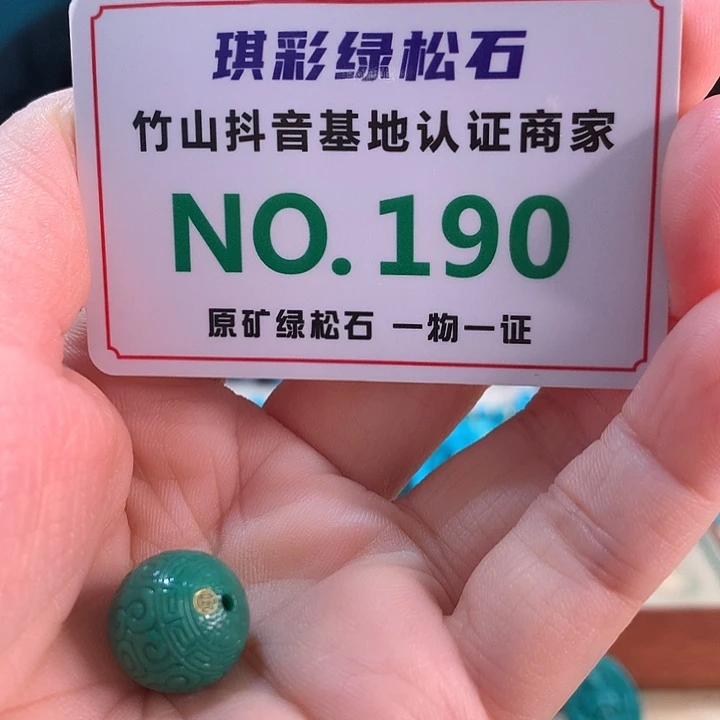 琪彩绿松石
竹山抖音基地认证商家
NO.190
原矿绿松石 一物一证